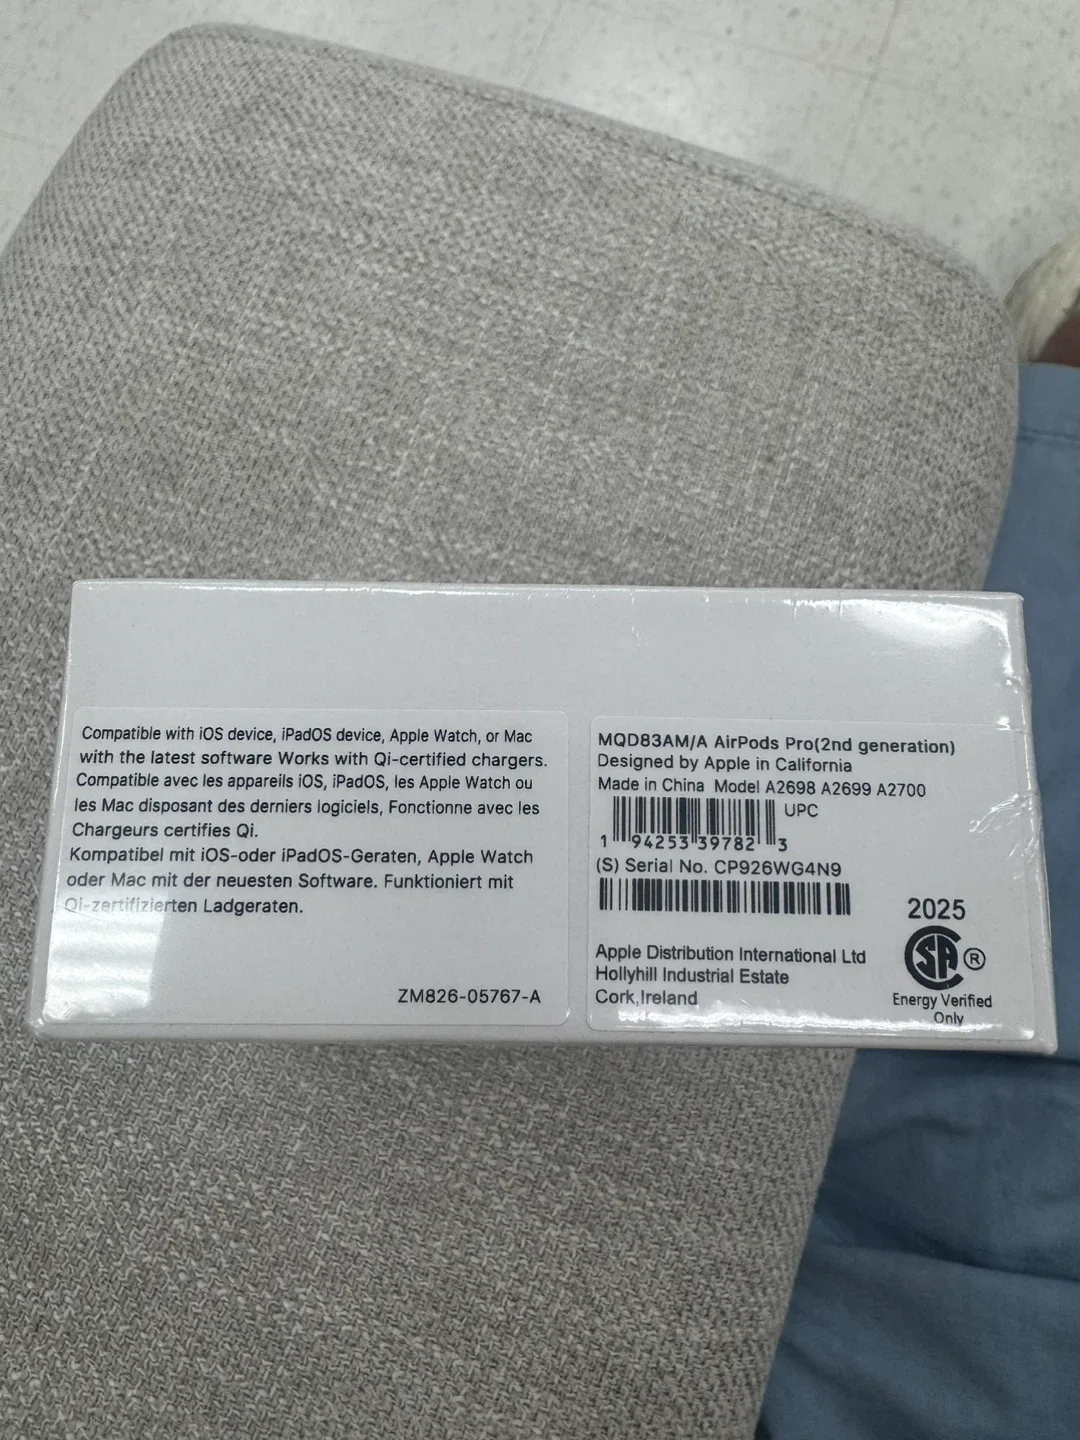 Compatible with iOS device, iPadOS device, Apple Watch, or Mac
with the latest software Works with Qi-certified chargers.
Compatible avec les appareils iOS, iPadOS, les Apple Watch ou
les Mac disposant des derniers logiciels, Fonctionne avec les
Chargeurs certifies Qi.
Kompatibel mit iOS-oder iPadOS-Geraten, Apple Watch
oder Mac mit der neuesten Software. Funktioniert mit
Qi-zertifizierten Ladgeraten.
ZM826-05767-A
MQD83AM/A AirPods Pro(2nd generation)
Designed by Apple in California
Made in China Model A2698 A2699 A2700
UPC
1 94253 39782 3
(S) Serial No. CP926WG4N9
Apple Distribution International Ltd
Hollyhill Industrial Estate
Cork,Ireland
2025
SA ®
Energy Verified
Only